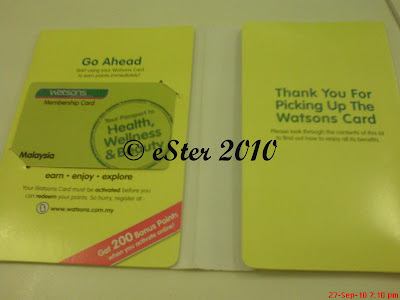 Go Ahead
Start using your Watsons Card
to earn points immediately!
watsons
Membership Card
Your Passport to
Health,
Wellness
& Beauty
Malaysia
earn • enjoy • explore
Your Watsons Card must be activated before you
can redeem your points. So hurry, register at :
www.watsons.com.my
Get 200 Bonus Points
when you activate online!
Thank You For
Picking Up The
Watsons Card
Please look through the contents of this kit
to find out how to enjoy all its benefits.
© eSter 2010
27-Sep-10 7:10 pm